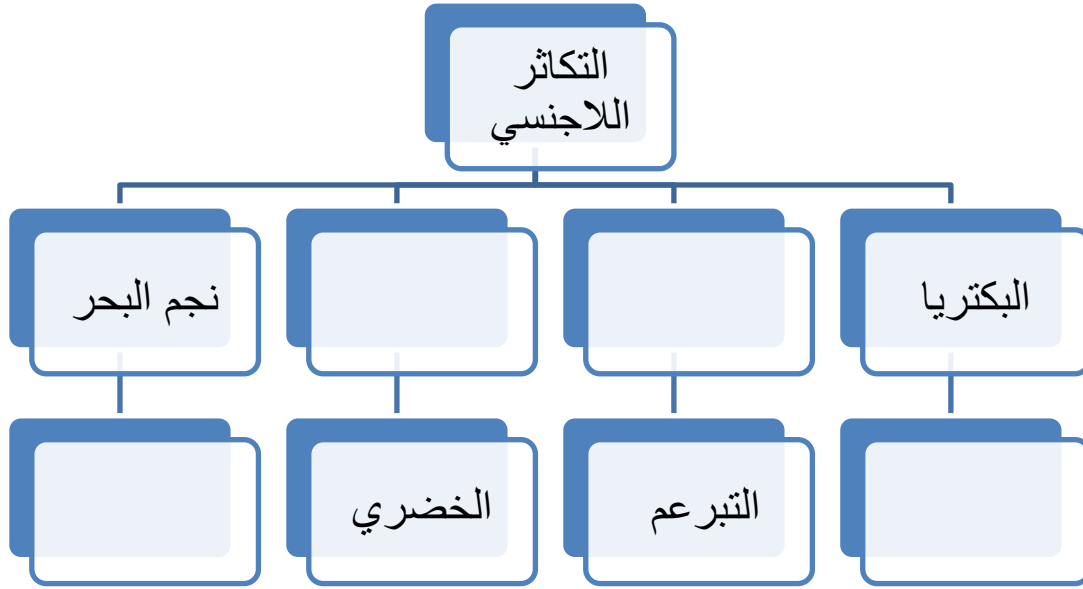 التكاثر
اللاجنسي
البكتريا
نجم البحر
التبرعم
الخضري